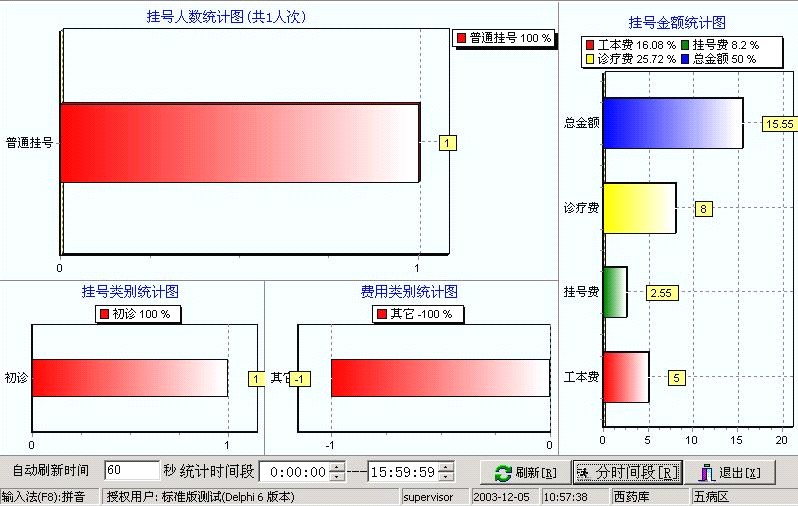 挂号人数统计图(共1人次)
普通挂号 100 %
普通挂号
1
0 1
挂号类别统计图
初诊 100 %
初诊
1
0 1
费用类别统计图
其它 -100 %
其它
-1
-1 0
挂号金额统计图
工本费 16.08 % 挂号费 8.2 %
诊疗费 25.72 % 总金额 50 %
总金额 15.55
诊疗费 8
挂号费 2.55
工本费 5
0 5 10 15 20
自动刷新时间 60 秒 统计时间段 0:00:00 --- 15:59:59 刷新[R] 分时间段[R] 退出[X]
输入法(F8):拼音 授权用户: 标准版测试(Delphi 6 版本) supervisor 2003-12-05 10:57:38 西药库 五病区